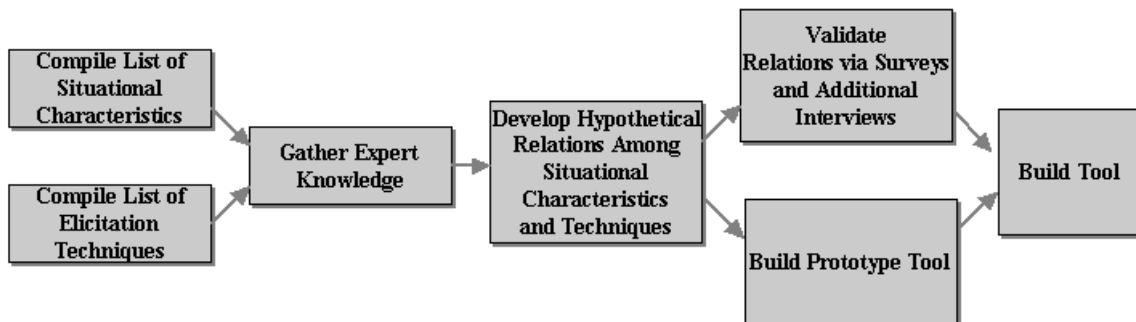 Compile List of
Situational
Characteristics
Compile List of
Elicitation
Techniques
Gather Expert
Knowledge
Develop Hypothetical
Relations Among
Situational
Characteristics
and Techniques
Validate
Relations via Surveys
and Additional
Interviews
Build Prototype Tool
Build Tool